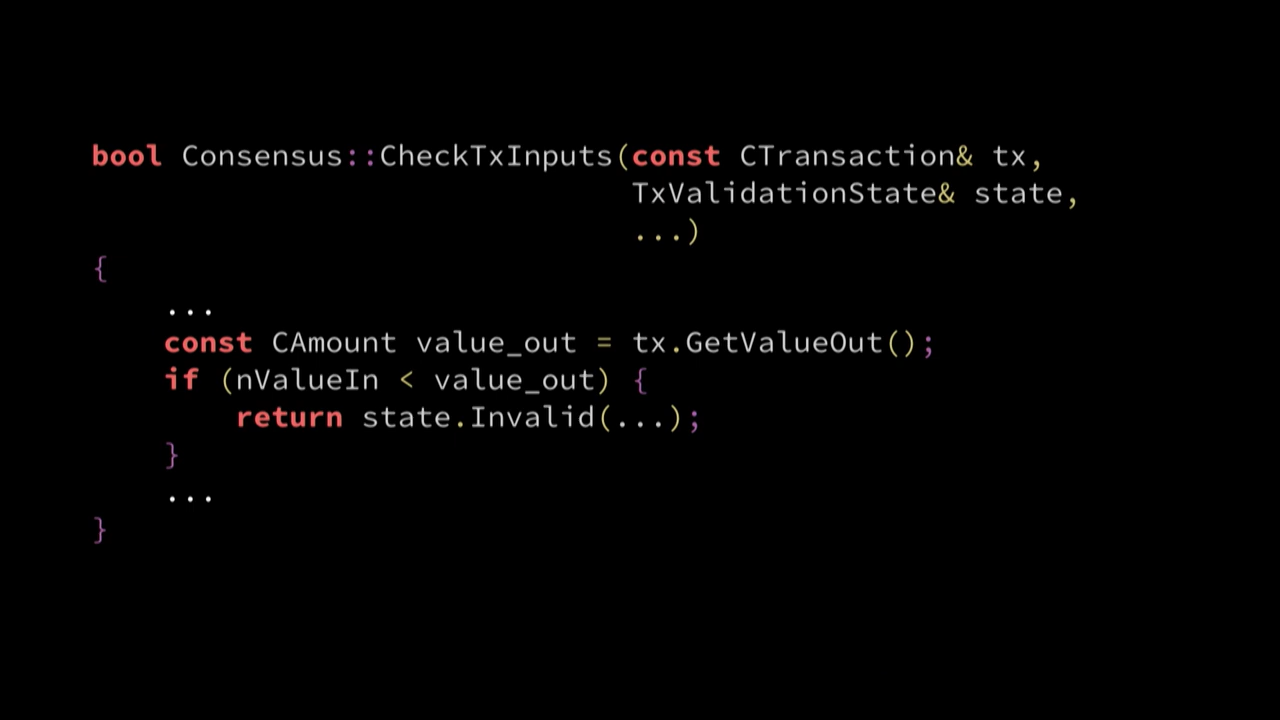 bool Consensus::CheckTxInputs(const CTransaction& tx,
                              TxValidationState& state,
                              ...)
{
    ...
    const CAmount value_out = tx.GetValueOut();
    if (nValueIn < value_out) {
        return state.Invalid(...);
    }
    ...
}